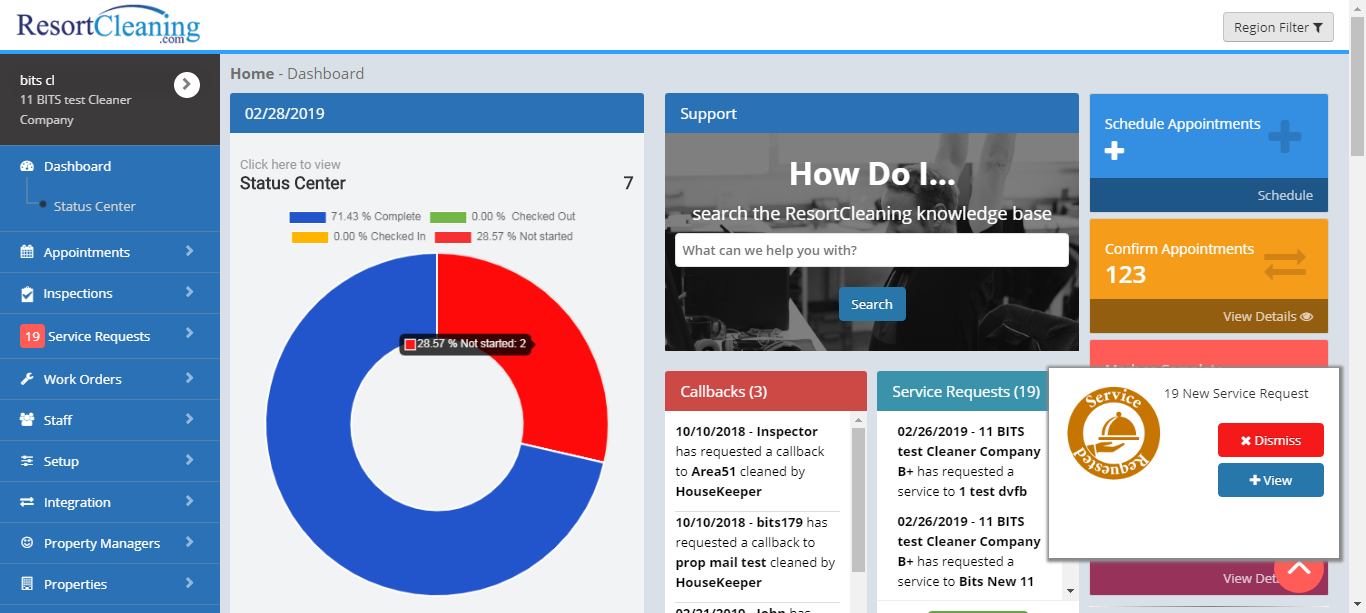 ResortCleaning
.com
Region Filter
bits cl
11 BITS test Cleaner
Company
Dashboard
Status Center
Appointments
Inspections
19 Service Requests
Work Orders
Staff
Setup
Integration
Property Managers
Properties
Home - Dashboard
02/28/2019
Click here to view
Status Center 7
71.43 % Complete 0.00 % Checked Out
0.00 % Checked In 28.57 % Not started
28.57 % Not started: 2
Support
How Do I...
search the ResortCleaning knowledge base
What can we help you with?
Search
Callbacks (3)
10/10/2018 - Inspector
has requested a callback
to Area51 cleaned by
HouseKeeper
10/10/2018 - bits179 has
requested a callback to
prop mail test cleaned by
HouseKeeper
02/21/2019 - John has
Service Requests (19)
02/26/2019 - 11 BITS
test Cleaner Company
B+ has requested a
service to 1 test dvfb
02/26/2019 - 11 BITS
test Cleaner Company
B+ has requested a
service to Bits New 11
Schedule Appointments
Schedule
Confirm Appointments
123
View Details
Service
Requested
19 New Service Request
Dismiss
View
View Det